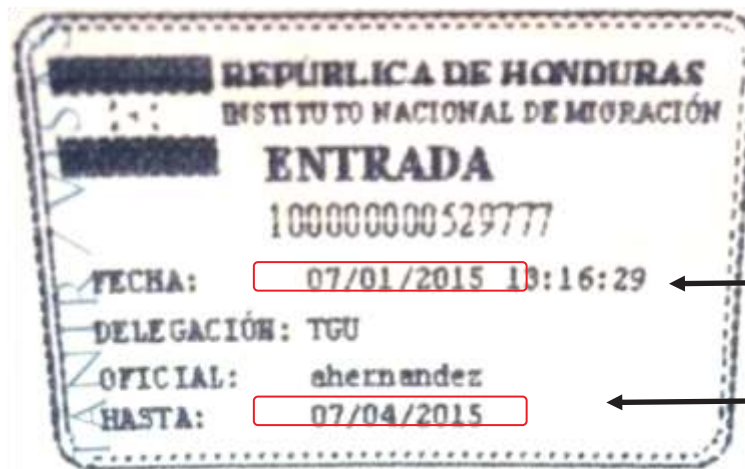 REPÚBLICA DE HONDURAS
INSTITUTO NACIONAL DE MIGRACIÓN
ENTRADA
100000000529777
FECHA: 07/01/2015 13:16:29
DELEGACIÓN: TGU
OFICIAL: ahernandez
HASTA: 07/04/2015